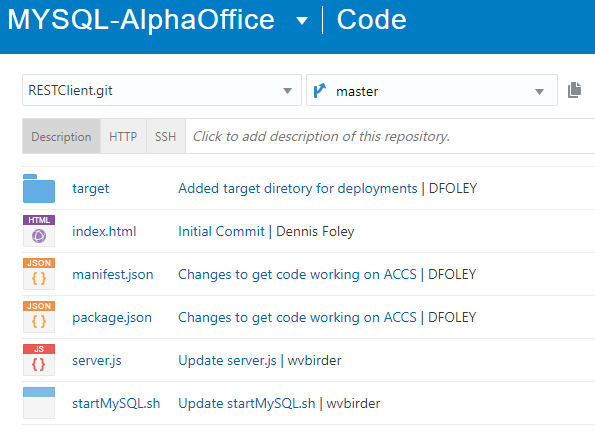 MYSQL-AlphaOffice Code
RESTClient.git master
Description HTTP SSH Click to add description of this repository.
target Added target diretory for deployments | DFOLEY
HTML index.html Initial Commit | Dennis Foley
JSON { } manifest.json Changes to get code working on ACCS | DFOLEY
JSON { } package.json Changes to get code working on ACCS | DFOLEY
JS { } server.js Update server.js | wvbirder
startMySQL.sh Update startMySQL.sh | wvbirder